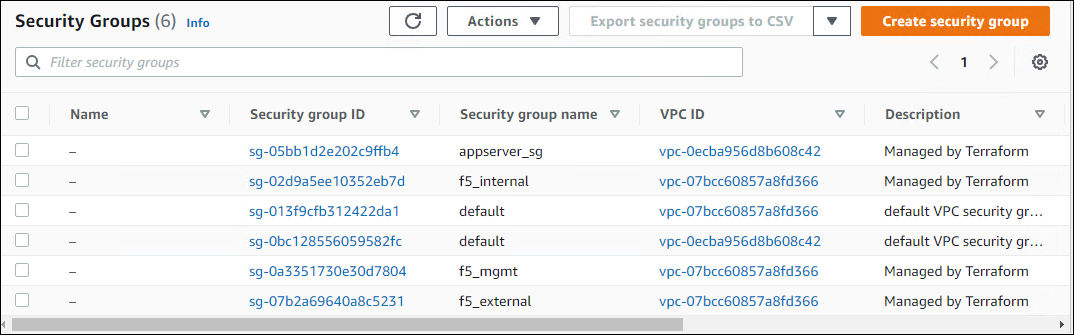 Security Groups (6) Info Actions Export security groups to CSV Create security group
Filter security groups 1
Name Security group ID Security group name VPC ID Description
– sg-05bb1d2e202c9ffb4 appserver_sg vpc-0ecba956d8b608c42 Managed by Terraform
– sg-02d9a5ee10352eb7d f5_internal vpc-07bcc60857a8fd366 Managed by Terraform
– sg-013f9cfb312422da1 default vpc-07bcc60857a8fd366 default VPC security gr...
– sg-0bc128556059582fc default vpc-0ecba956d8b608c42 default VPC security gr...
– sg-0a3351730e30d7804 f5_mgmt vpc-07bcc60857a8fd366 Managed by Terraform
– sg-07b2a69640a8c5231 f5_external vpc-07bcc60857a8fd366 Managed by Terraform